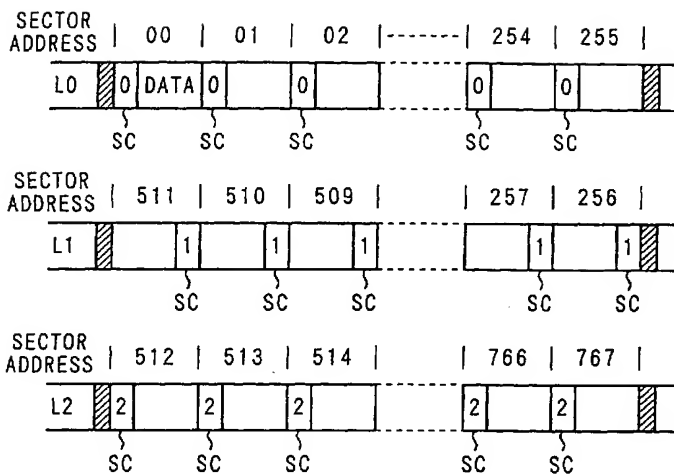 SECTOR ADDRESS | 00 | 01 | 02 | 254 | 255 |
L0 0 DATA 0 0 0 0
SC SC SC SC SC
SECTOR ADDRESS | 511 | 510 | 509 | 257 | 256 |
L1 1 1 1 1 1
SC SC SC SC SC
SECTOR ADDRESS | 512 | 513 | 514 | 766 | 767 |
L2 2 2 2 2 2
SC SC SC SC SC